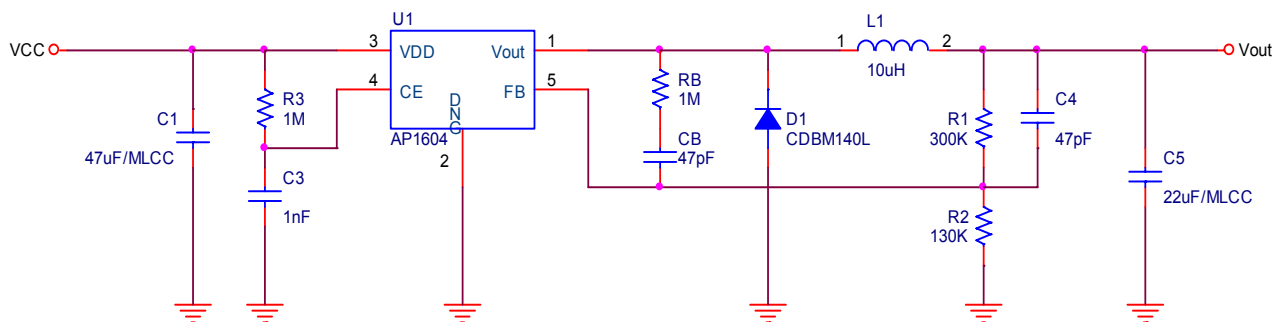 U1
L1
VCC
3
VDD
Vout
1
1
2
Vout
4
CE
FB
5
GND
AP1604
2
10uH
R3
1M
RB
1M
C1
47uF/MLCC
D1
CDBM140L
R1
300K
C4
47pF
CB
47pF
C3
1nF
C5
22uF/MLCC
R2
130K